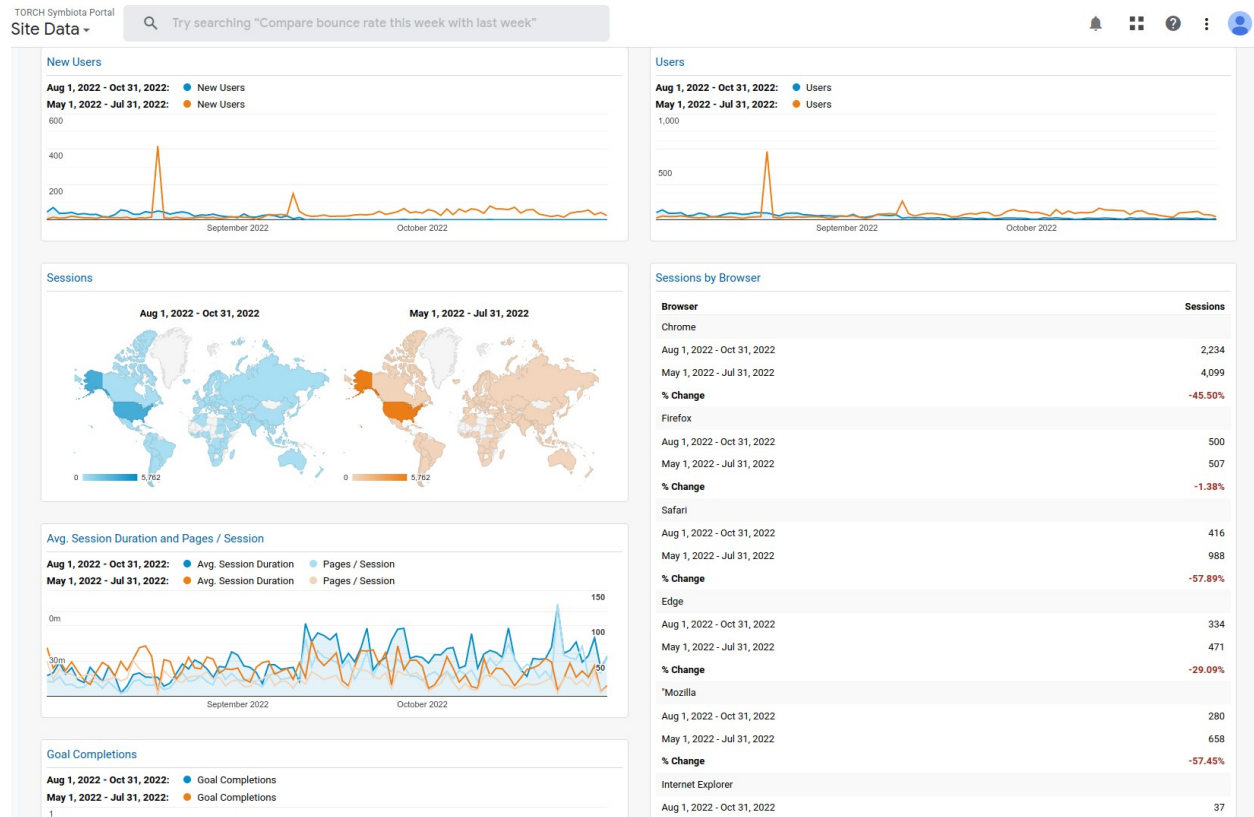 TORCH Symbiota Portal
Site Data
Try searching “Compare bounce rate this week with last week”
New Users
Aug 1, 2022 - Oct 31, 2022: New Users
May 1, 2022 - Jul 31, 2022: New Users
600
400
200
September 2022 October 2022
Users
Aug 1, 2022 - Oct 31, 2022: Users
May 1, 2022 - Jul 31, 2022: Users
1,000
500
September 2022 October 2022
Sessions
Aug 1, 2022 - Oct 31, 2022 May 1, 2022 - Jul 31, 2022
0 5,762 0 5,762
Avg. Session Duration and Pages / Session
Aug 1, 2022 - Oct 31, 2022: Avg. Session Duration Pages / Session
May 1, 2022 - Jul 31, 2022: Avg. Session Duration Pages / Session
150
0m
100
30m 50
September 2022 October 2022
Goal Completions
Aug 1, 2022 - Oct 31, 2022: Goal Completions
May 1, 2022 - Jul 31, 2022: Goal Completions
1
Sessions by Browser
Browser Sessions
Chrome
Aug 1, 2022 - Oct 31, 2022 2,234
May 1, 2022 - Jul 31, 2022 4,099
% Change -45.50%
Firefox
Aug 1, 2022 - Oct 31, 2022 500
May 1, 2022 - Jul 31, 2022 507
% Change -1.38%
Safari
Aug 1, 2022 - Oct 31, 2022 416
May 1, 2022 - Jul 31, 2022 988
% Change -57.89%
Edge
Aug 1, 2022 - Oct 31, 2022 334
May 1, 2022 - Jul 31, 2022 471
% Change -29.09%
'Mozilla
Aug 1, 2022 - Oct 31, 2022 280
May 1, 2022 - Jul 31, 2022 658
% Change -57.45%
Internet Explorer
Aug 1, 2022 - Oct 31, 2022 37